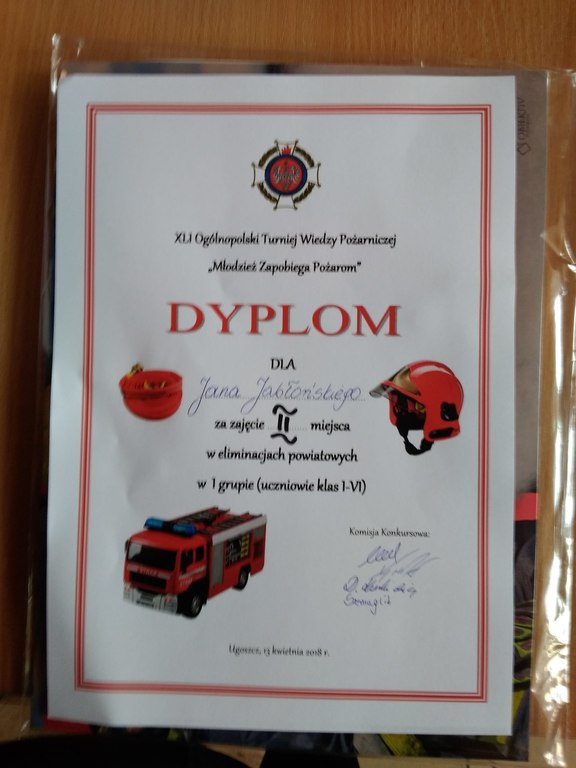 OBIEKTIV
XLI Ogólnopolski Turniej Wiedzy Pożarniczej
„Młodzież Zapobiega Pożarom"
DYPLOM
DLA
Jana Jabłońskiego
za zajęcie II miejsca
w eliminacjach powiatowych
w I grupie (uczniowie klas I-VI)
Komisja Konkursowa:
Ugoszcz, 13 kwietnia 2018 r.